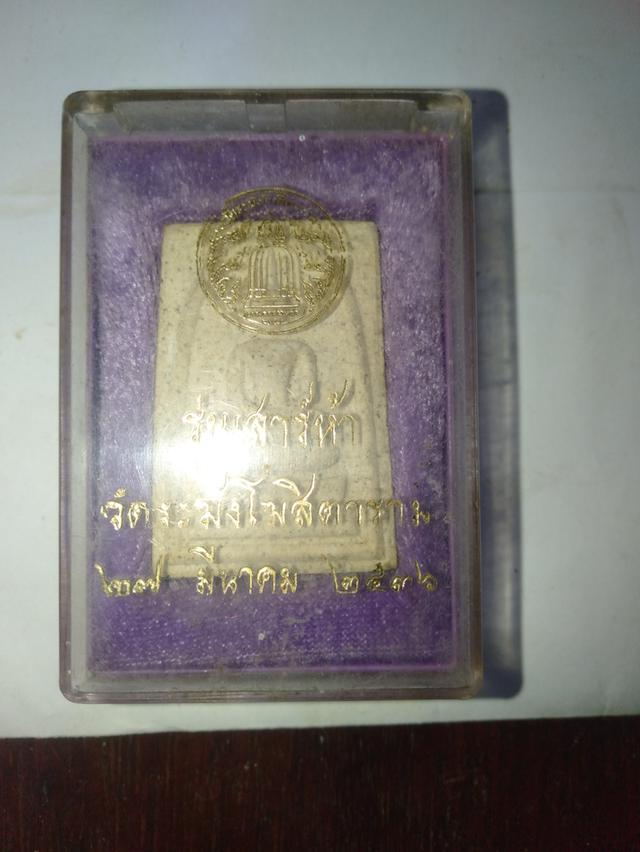 รุ่นเสาร์ห้า
วัดระฆังโฆสิตาราม
๒๗ มีนาคม ๒๕๓๖